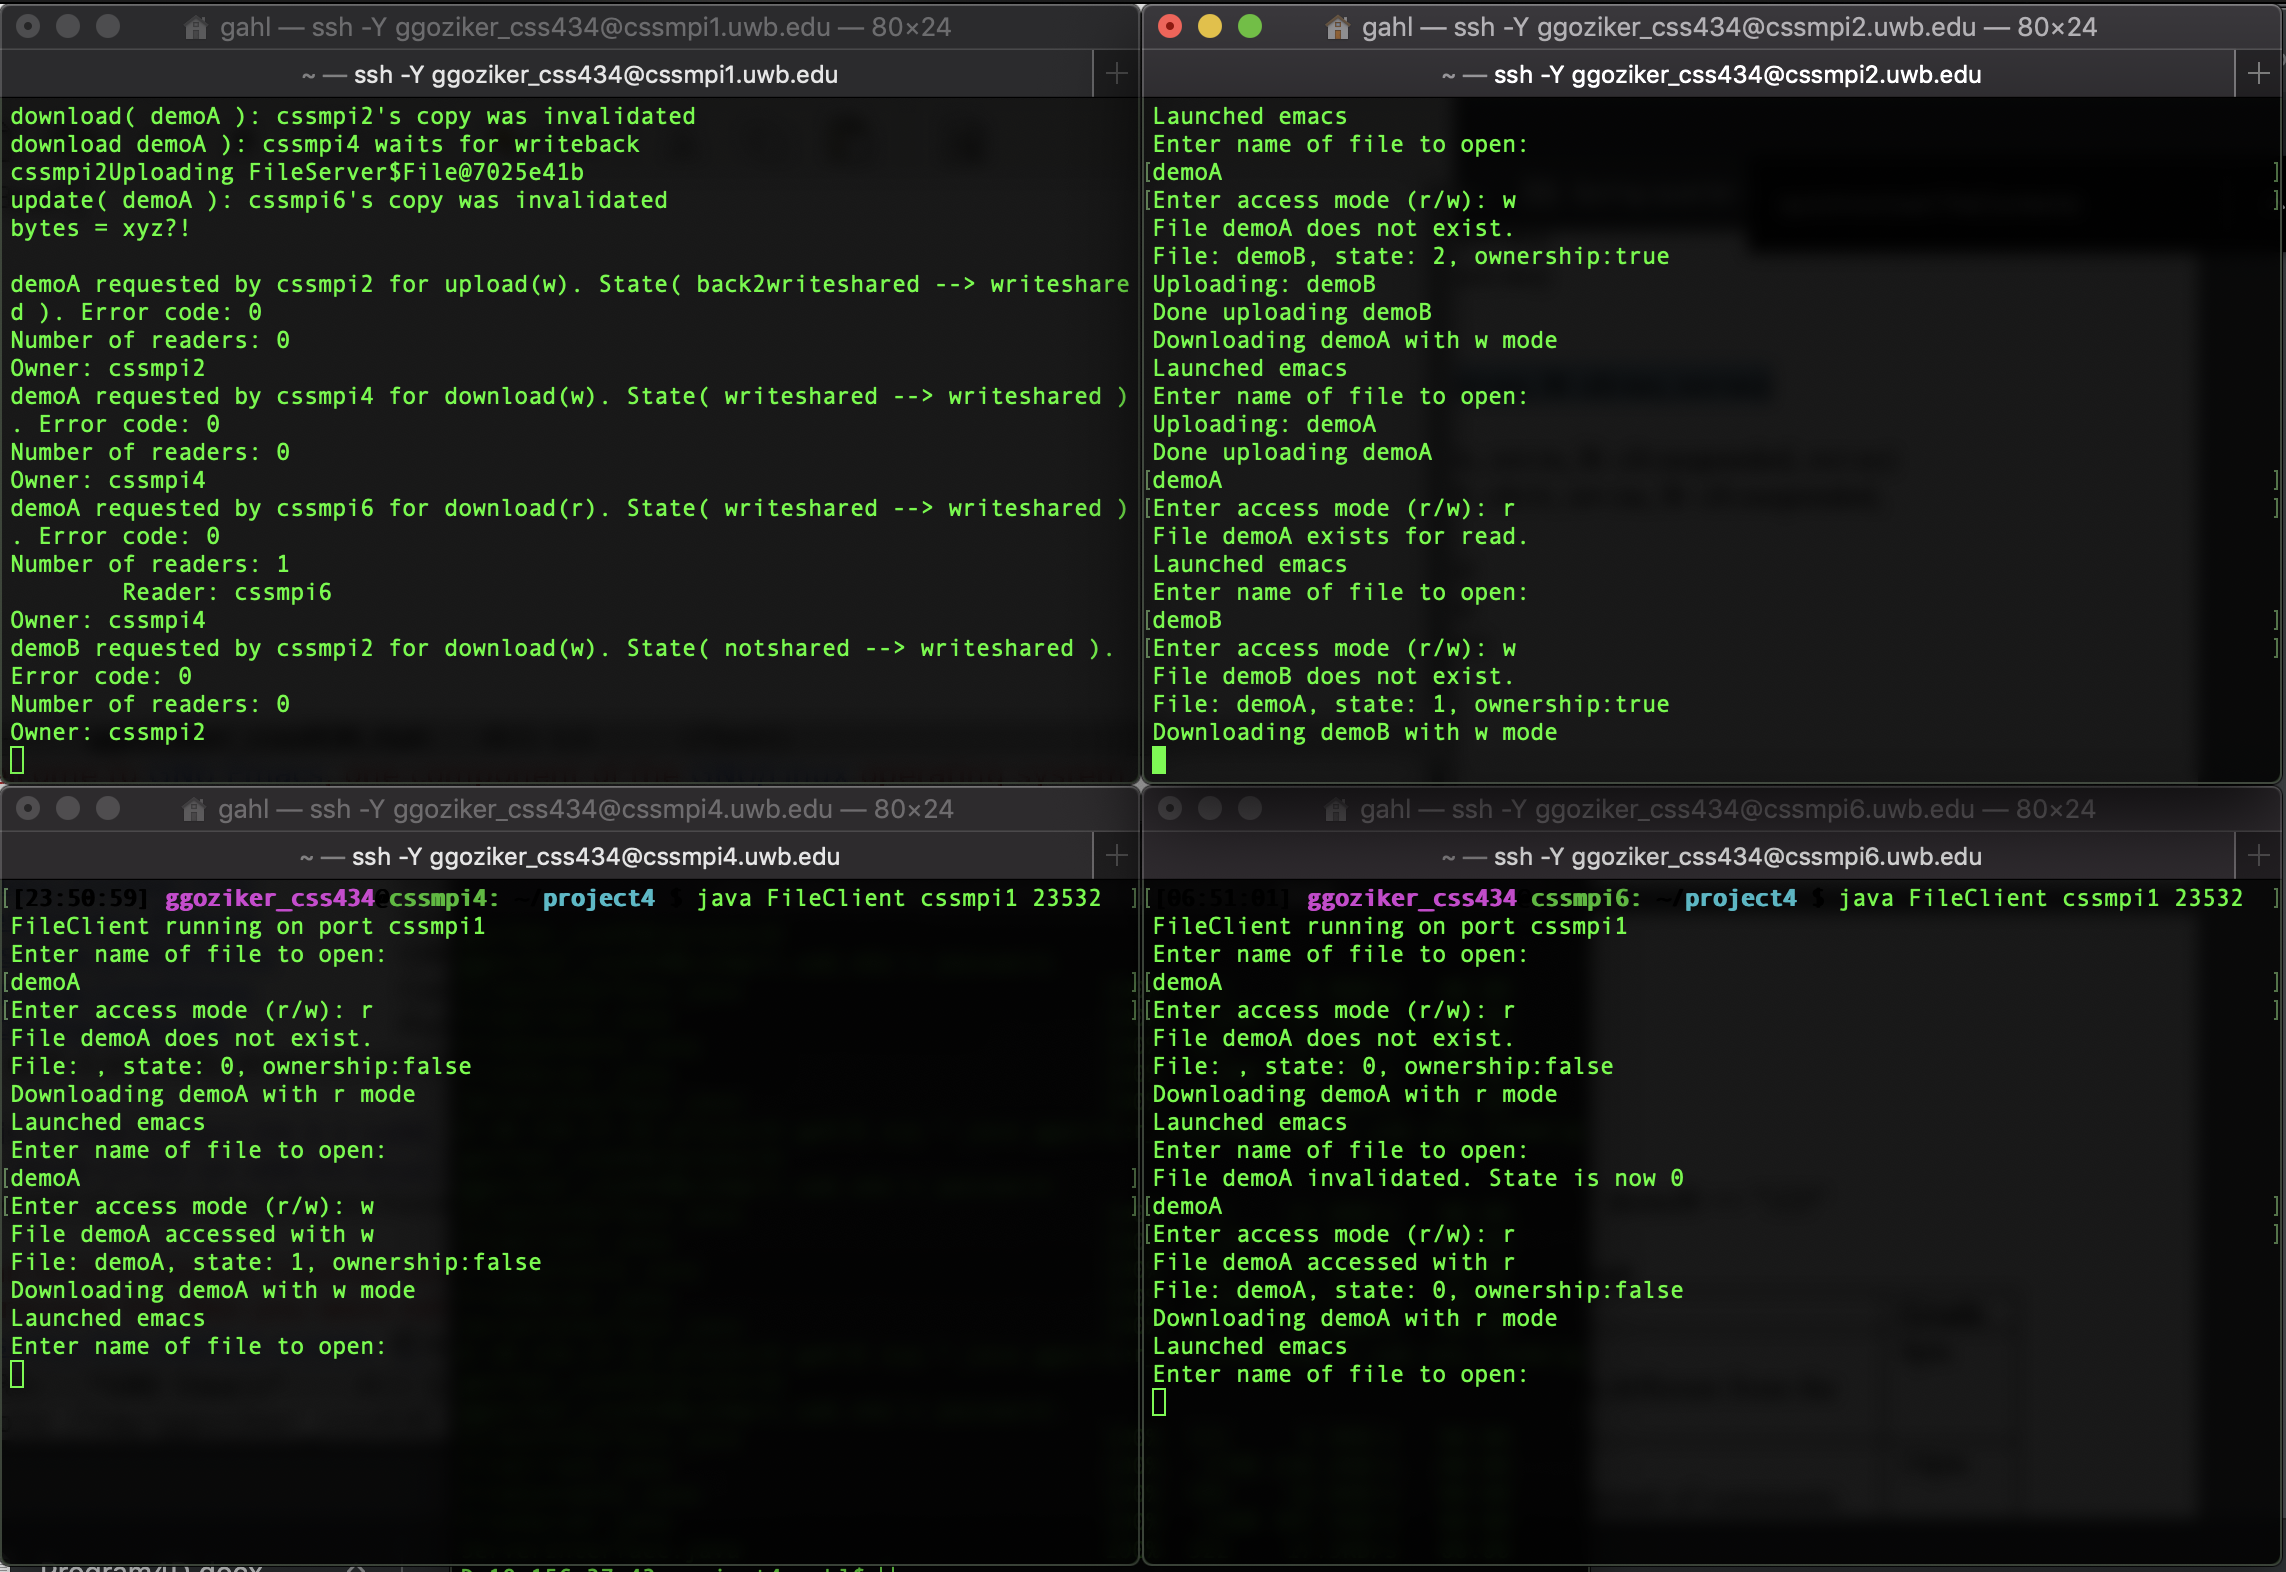 gahl — ssh -Y ggoziker_css434@cssmpi1.uwb.edu — 80×24
~ — ssh -Y ggoziker_css434@cssmpi1.uwb.edu
download( demoA ): cssmpi2's copy was invalidated
download demoA ): cssmpi4 waits for writeback
cssmpi2Uploading FileServer$File@7025e41b
update( demoA ): cssmpi6's copy was invalidated
bytes = xyz?!
demoA requested by cssmpi2 for upload(w). State( back2writeshared --> writeshare
d ). Error code: 0
Number of readers: 0
Owner: cssmpi2
demoA requested by cssmpi4 for download(w). State( writeshared --> writeshared )
. Error code: 0
Number of readers: 0
Owner: cssmpi4
demoA requested by cssmpi6 for download(r). State( writeshared --> writeshared )
. Error code: 0
Number of readers: 1
Reader: cssmpi6
Owner: cssmpi4
demoB requested by cssmpi2 for download(w). State( notshared --> writeshared ).
Error code: 0
Number of readers: 0
Owner: cssmpi2
gahl — ssh -Y ggoziker_css434@cssmpi2.uwb.edu — 80×24
~ — ssh -Y ggoziker_css434@cssmpi2.uwb.edu
Launched emacs
Enter name of file to open:
[demoA ]
[Enter access mode (r/w): w ]
File demoA does not exist.
File: demoB, state: 2, ownership:true
Uploading: demoB
Done uploading demoB
Downloading demoA with w mode
Launched emacs
Enter name of file to open:
Uploading: demoA
Done uploading demoA
[demoA ]
[Enter access mode (r/w): r ]
File demoA exists for read.
Launched emacs
Enter name of file to open:
[demoB ]
[Enter access mode (r/w): w ]
File demoB does not exist.
File: demoA, state: 1, ownership:true
Downloading demoB with w mode
gahl — ssh -Y ggoziker_css434@cssmpi4.uwb.edu — 80×24
~ — ssh -Y ggoziker_css434@cssmpi4.uwb.edu
[[23:50:59] ggoziker_css434@cssmpi4: ~/project4 $ java FileClient cssmpi1 23532 ]
FileClient running on port cssmpi1
Enter name of file to open:
[demoA ]
[Enter access mode (r/w): r ]
File demoA does not exist.
File: , state: 0, ownership:false
Downloading demoA with r mode
Launched emacs
Enter name of file to open:
[demoA ]
[Enter access mode (r/w): w ]
File demoA accessed with w
File: demoA, state: 1, ownership:false
Downloading demoA with w mode
Launched emacs
Enter name of file to open:
gahl — ssh -Y ggoziker_css434@cssmpi6.uwb.edu — 80×24
~ — ssh -Y ggoziker_css434@cssmpi6.uwb.edu
[[06:51:01] ggoziker_css434 cssmpi6: ~/project4 $ java FileClient cssmpi1 23532 ]
FileClient running on port cssmpi1
Enter name of file to open:
[demoA ]
[Enter access mode (r/w): r ]
File demoA does not exist.
File: , state: 0, ownership:false
Downloading demoA with r mode
Launched emacs
Enter name of file to open:
File demoA invalidated. State is now 0
[demoA ]
[Enter access mode (r/w): r ]
File demoA accessed with r
File: demoA, state: 0, ownership:false
Downloading demoA with r mode
Launched emacs
Enter name of file to open: